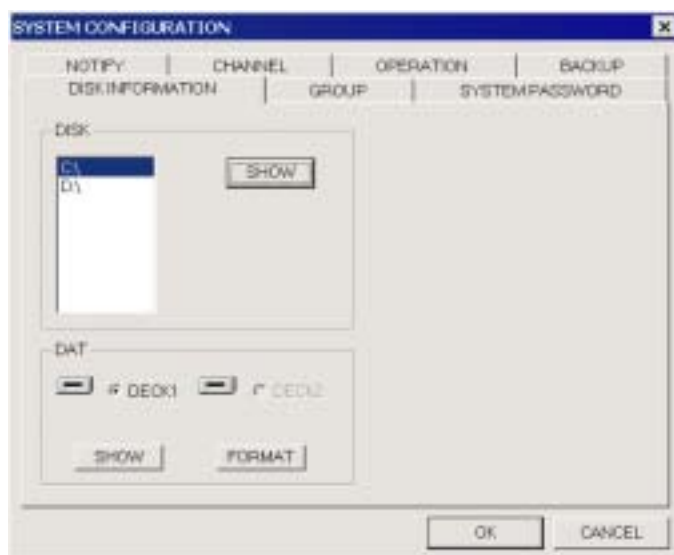 SYSTEM CONFIGURATION
NOTIFY CHANNEL OPERATION BACKUP
DISK INFORMATION GROUP SYSTEM PASSWORD
DISK
C:\ SHOW
D:\
DAT
DECK1 DECK2
SHOW FORMAT
OK CANCEL